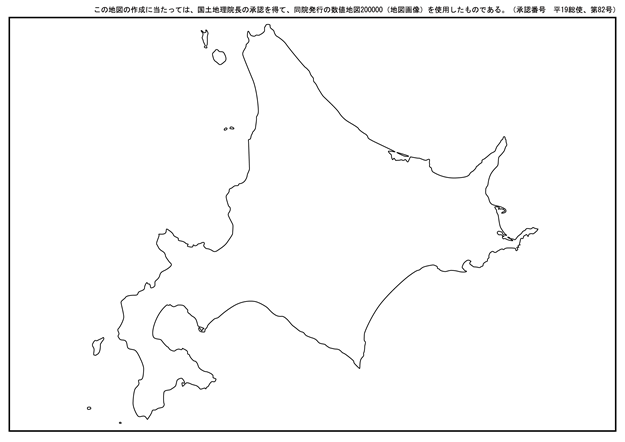 この地図の作成に当たっては、国土地理院長の承認を得て、同院発行の数値地図200000（地図画像）を使用したものである。（承認番号　平19総使、第82号）